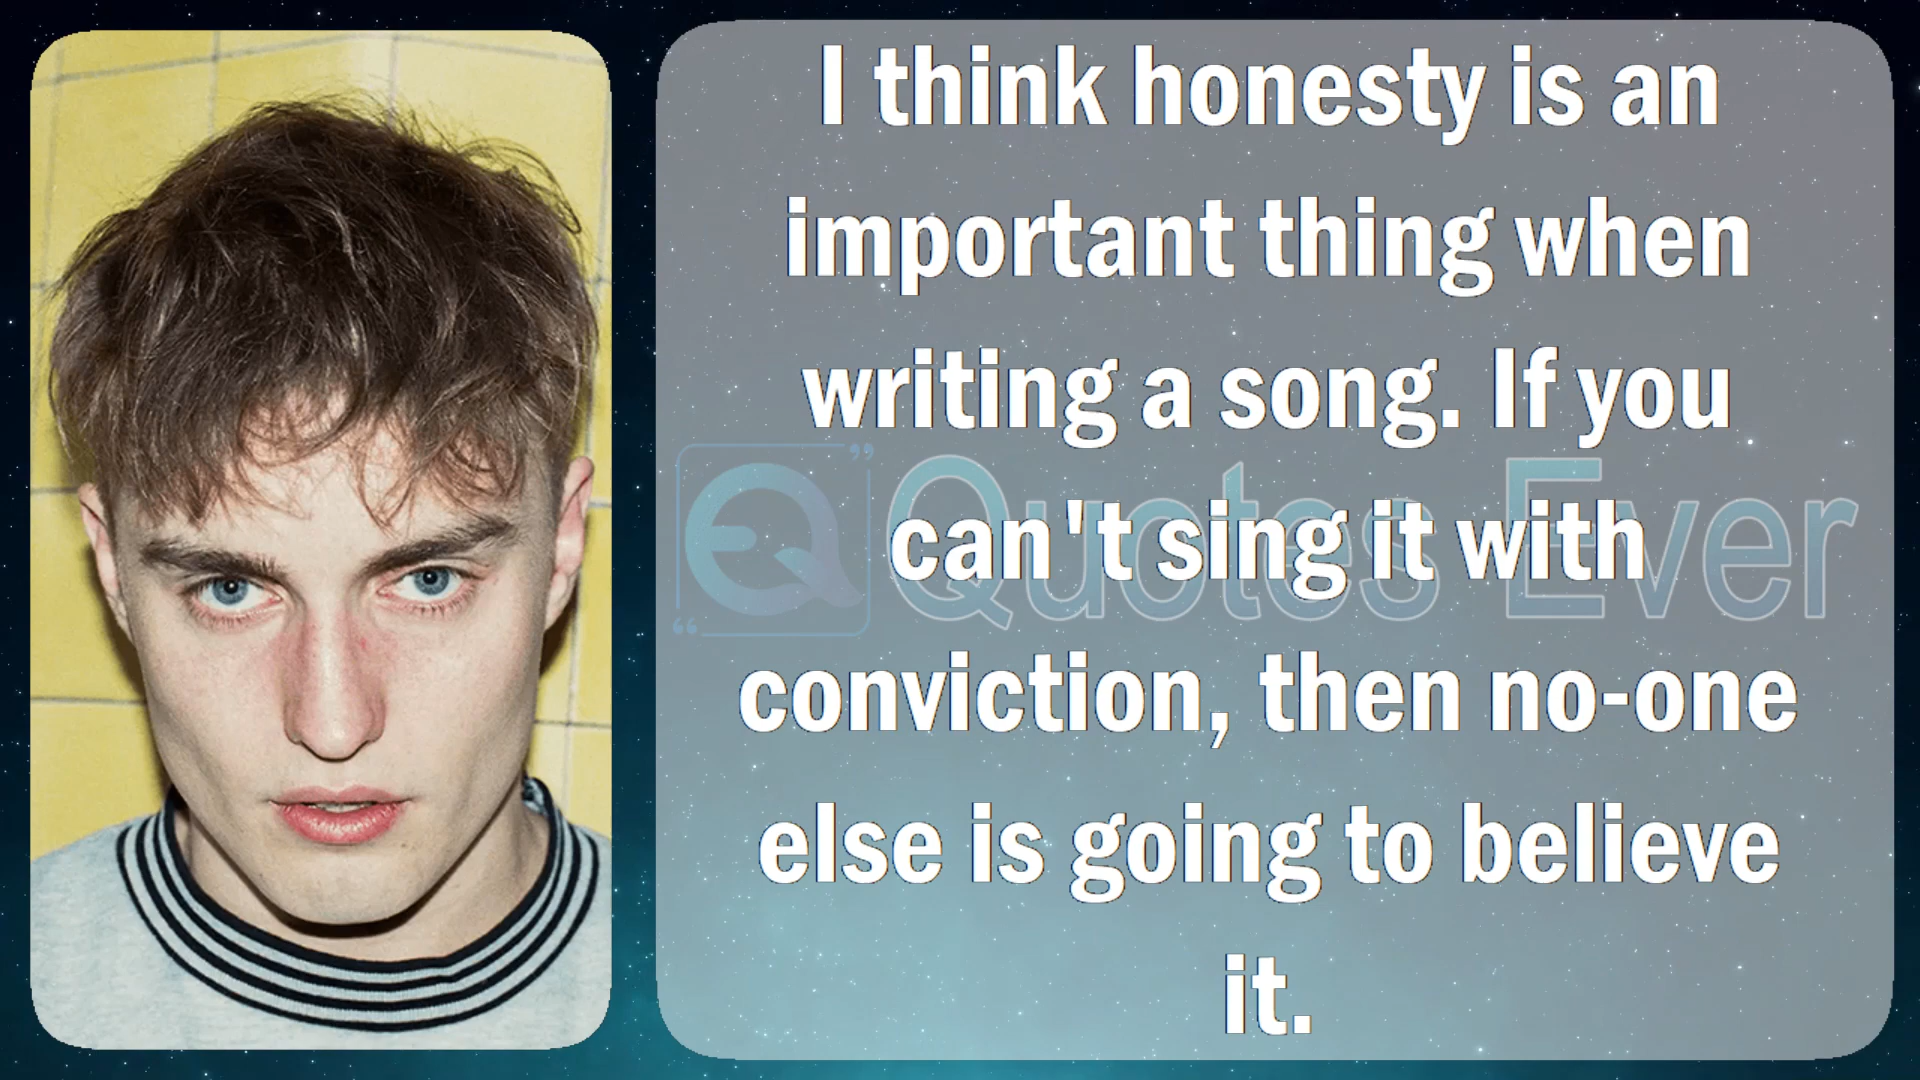 I think honesty is an
important thing when
writing a song. If you
can't sing it with
conviction, then no-one
else is going to believe
it.
Quotes Ever